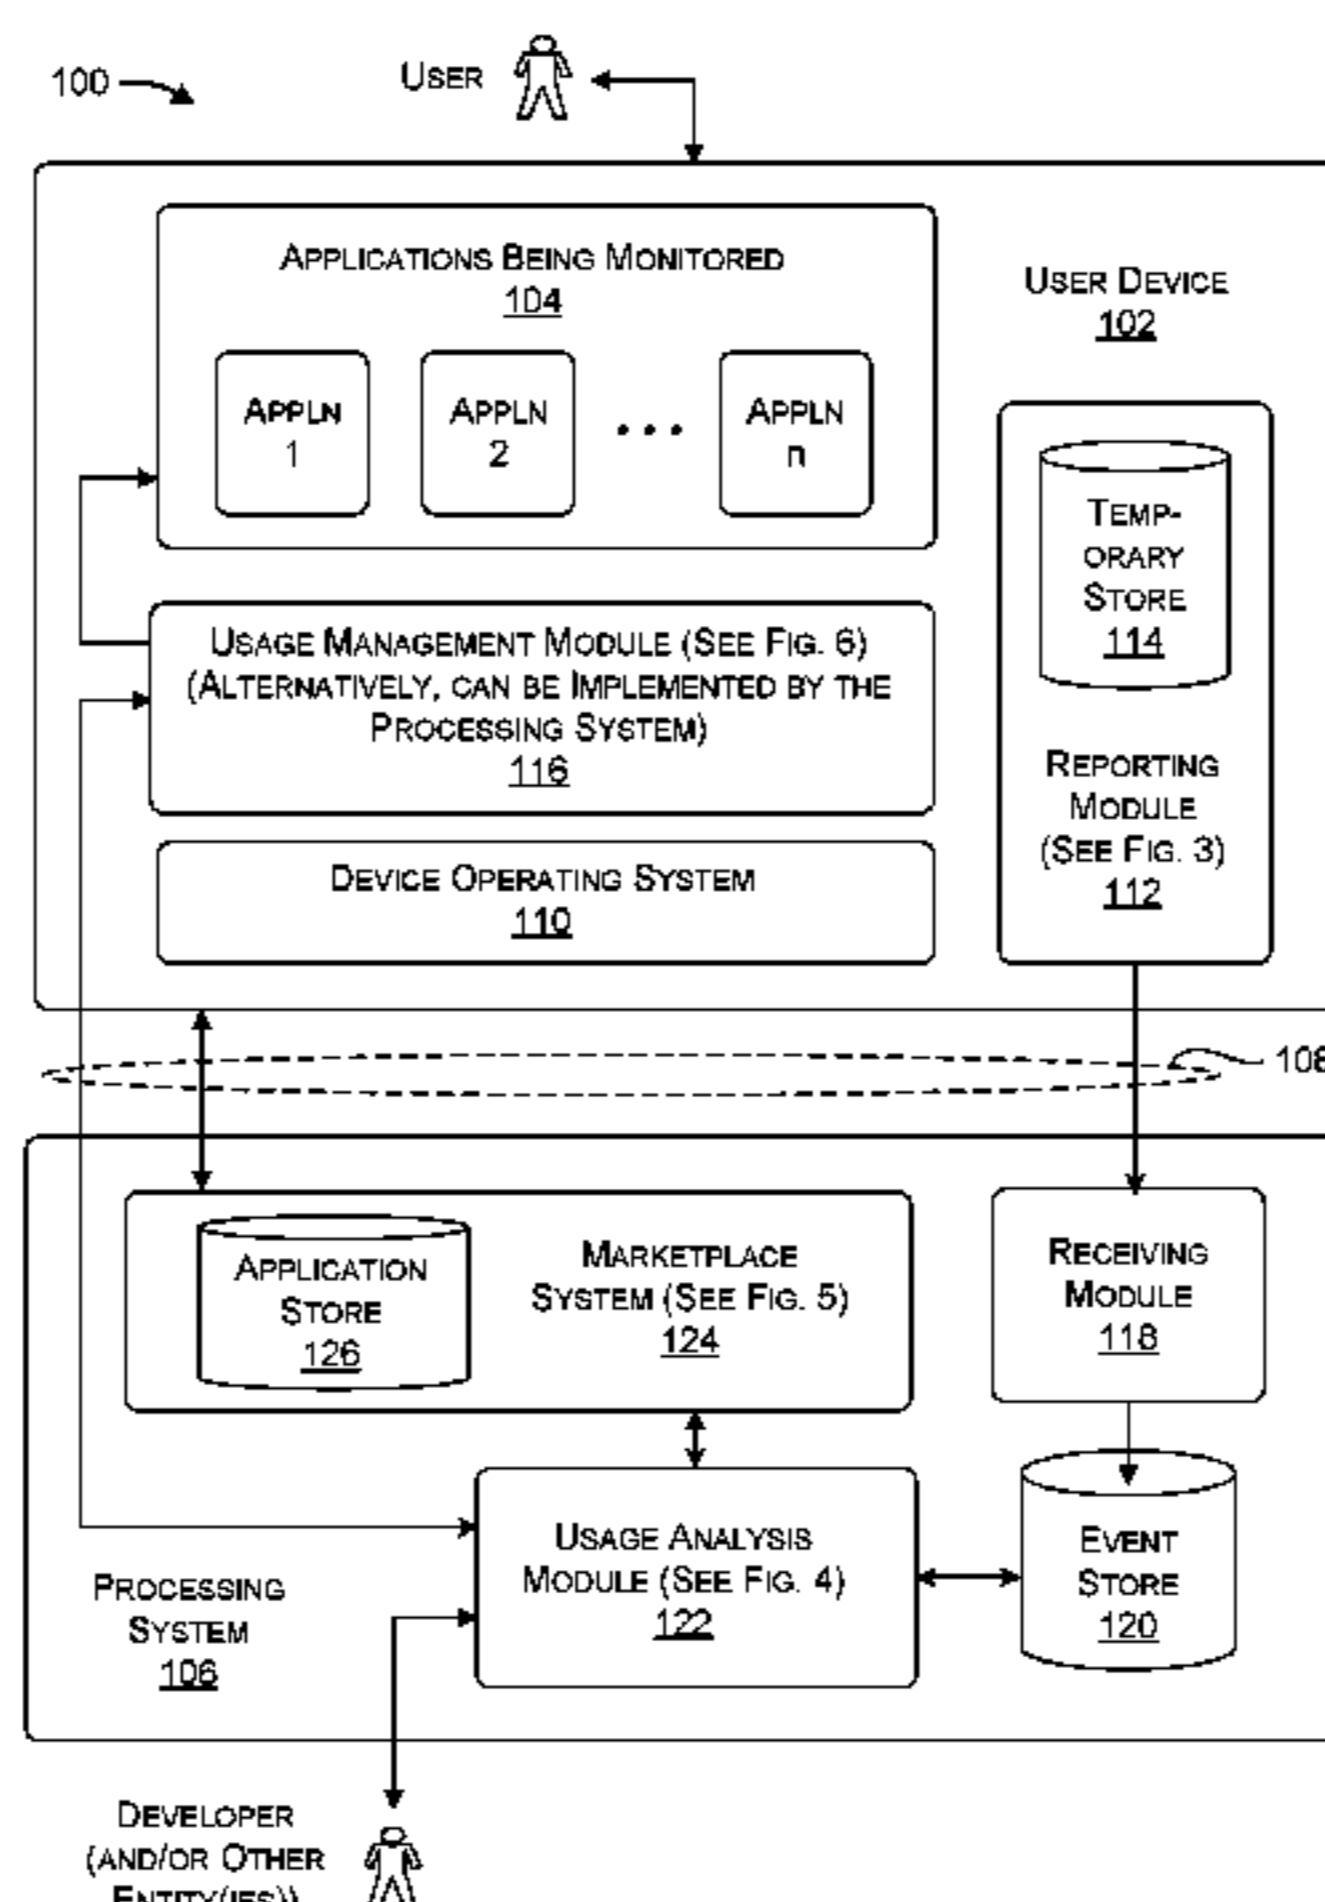 100
USER
APPLICATIONS BEING MONITORED
104
USER DEVICE
102
APPLN
1
APPLN
2
• • •
APPLN
n
TEMP-
ORARY
STORE
114
USAGE MANAGEMENT MODULE (SEE FIG. 6)
(ALTERNATIVELY, CAN BE IMPLEMENTED BY THE
PROCESSING SYSTEM)
116
REPORTING
MODULE
(SEE FIG. 3)
112
DEVICE OPERATING SYSTEM
110
108
APPLICATION
STORE
126
MARKETPLACE
SYSTEM (SEE FIG. 5)
124
RECEIVING
MODULE
118
USAGE ANALYSIS
MODULE (SEE FIG. 4)
122
EVENT
STORE
120
PROCESSING
SYSTEM
106
DEVELOPER
(AND/OR OTHER
ENTITY(IES))